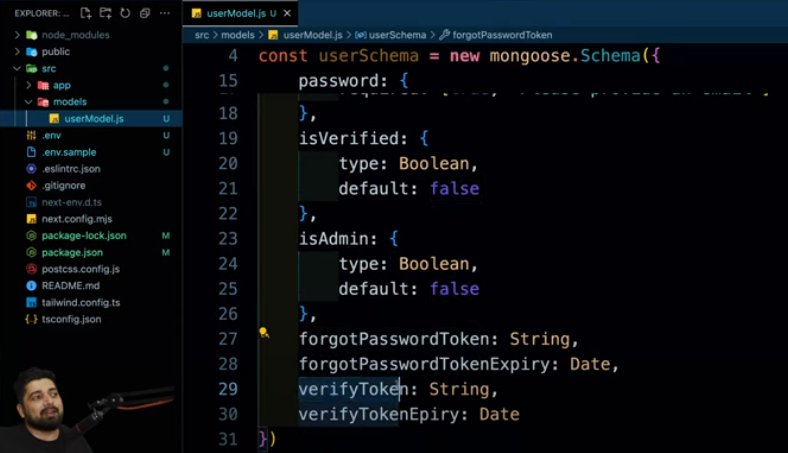 EXPLORER: ...
node_modules
public
src
app
models
userModel.js U
.env U
.env.sample U
.eslintrc.json
.gitignore
next-env.d.ts
next.config.mjs
package-lock.json M
package.json M
postcss.config.js
README.md
tailwind.config.ts
tsconfig.json
JS userModel.js U
src > models > JS userModel.js > userSchema > forgotPasswordToken
4 const userSchema = new mongoose.Schema({
15 password: {
18 },
19 isVerified: {
20 type: Boolean,
21 default: false
22 },
23 isAdmin: {
24 type: Boolean,
25 default: false
26 },
27 forgotPasswordToken: String,
28 forgotPasswordTokenExpiry: Date,
29 verifyToken: String,
30 verifyTokenEpiry: Date
31 })